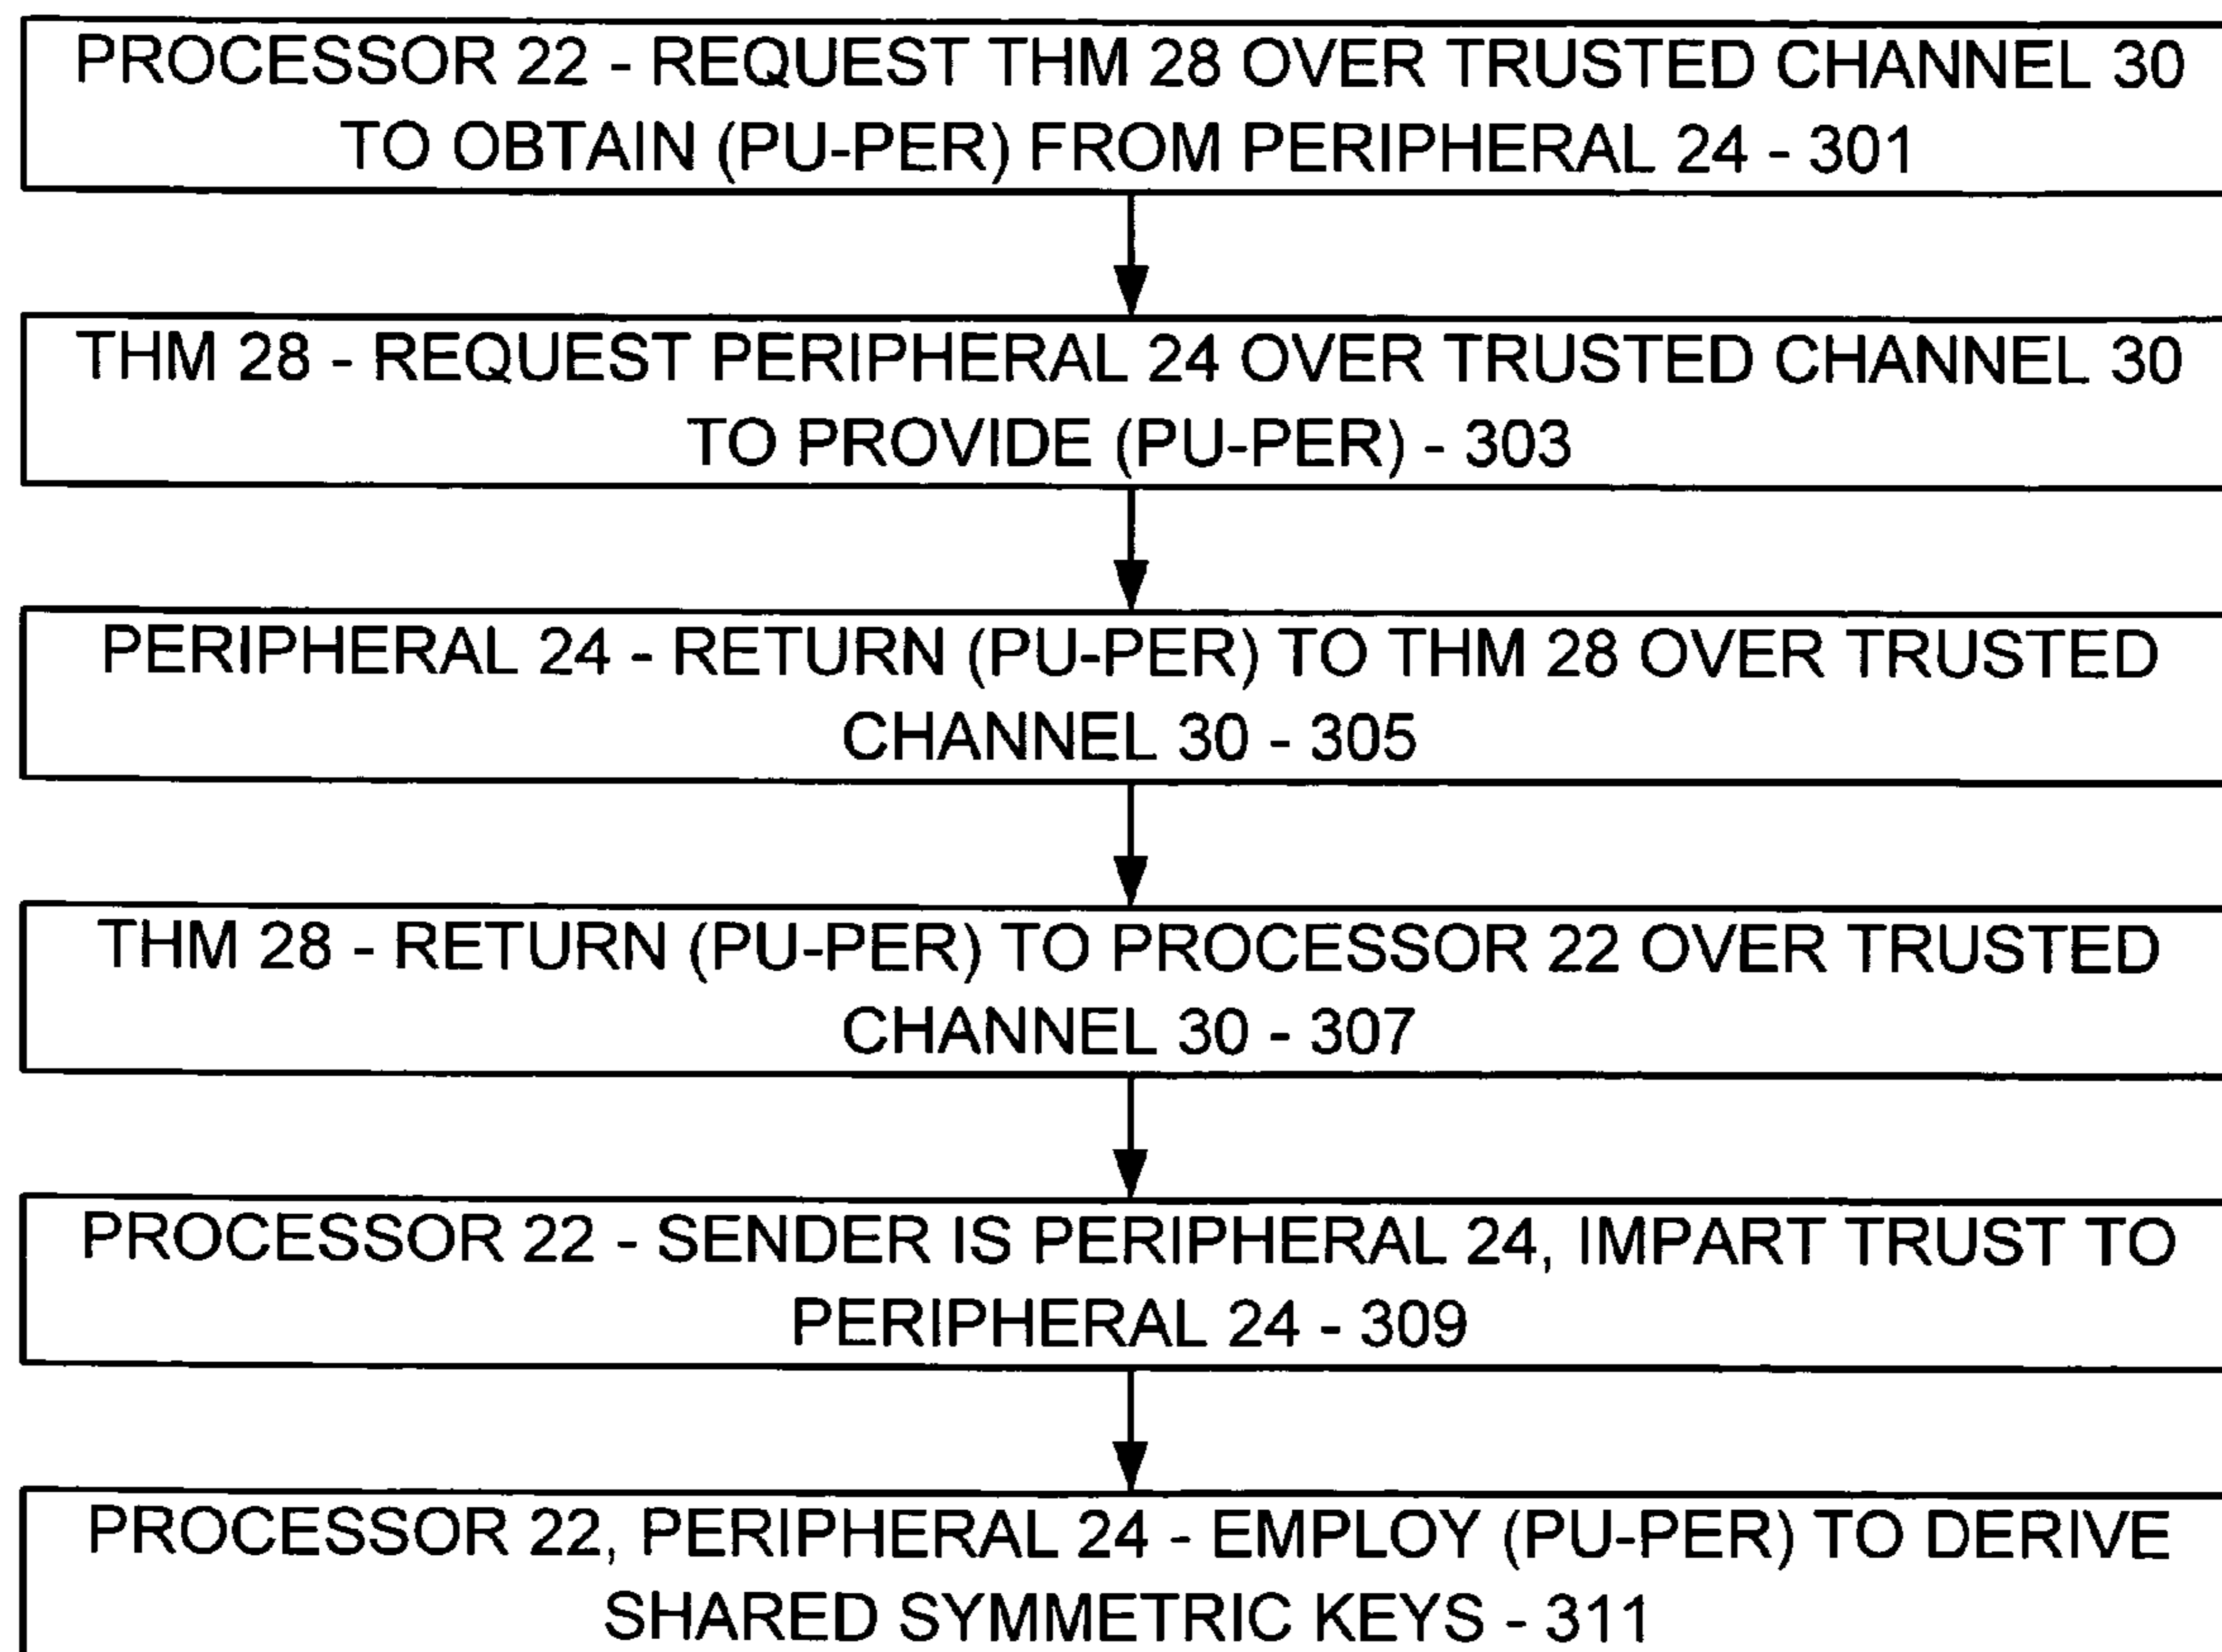 PROCESSOR 22 - REQUEST THM 28 OVER TRUSTED CHANNEL 30
TO OBTAIN (PU-PER) FROM PERIPHERAL 24 - 301
THM 28 - REQUEST PERIPHERAL 24 OVER TRUSTED CHANNEL 30
TO PROVIDE (PU-PER) - 303
PERIPHERAL 24 - RETURN (PU-PER) TO THM 28 OVER TRUSTED
CHANNEL 30 - 305
THM 28 - RETURN (PU-PER) TO PROCESSOR 22 OVER TRUSTED
CHANNEL 30 - 307
PROCESSOR 22 - SENDER IS PERIPHERAL 24, IMPART TRUST TO
PERIPHERAL 24 - 309
PROCESSOR 22, PERIPHERAL 24 - EMPLOY (PU-PER) TO DERIVE
SHARED SYMMETRIC KEYS - 311